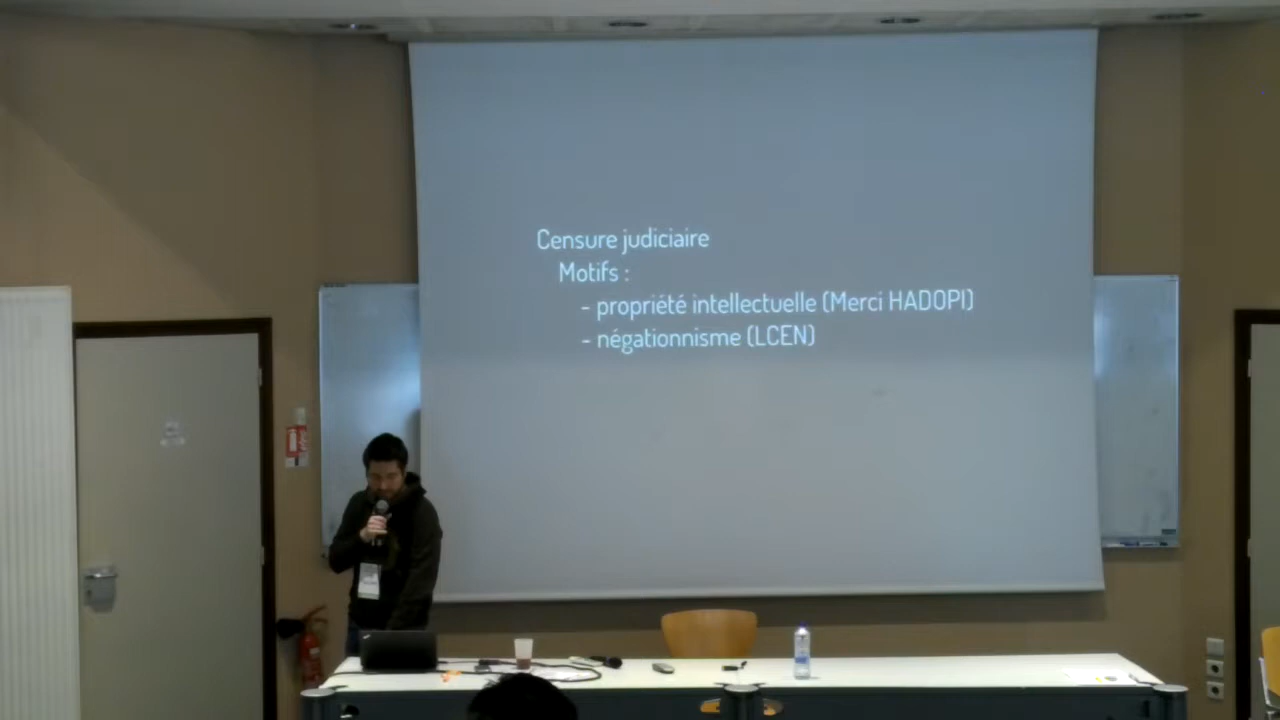 Censure judiciaire
Motifs :
- propriété intellectuelle (Merci HADOPI)
- négationnisme (LCEN)